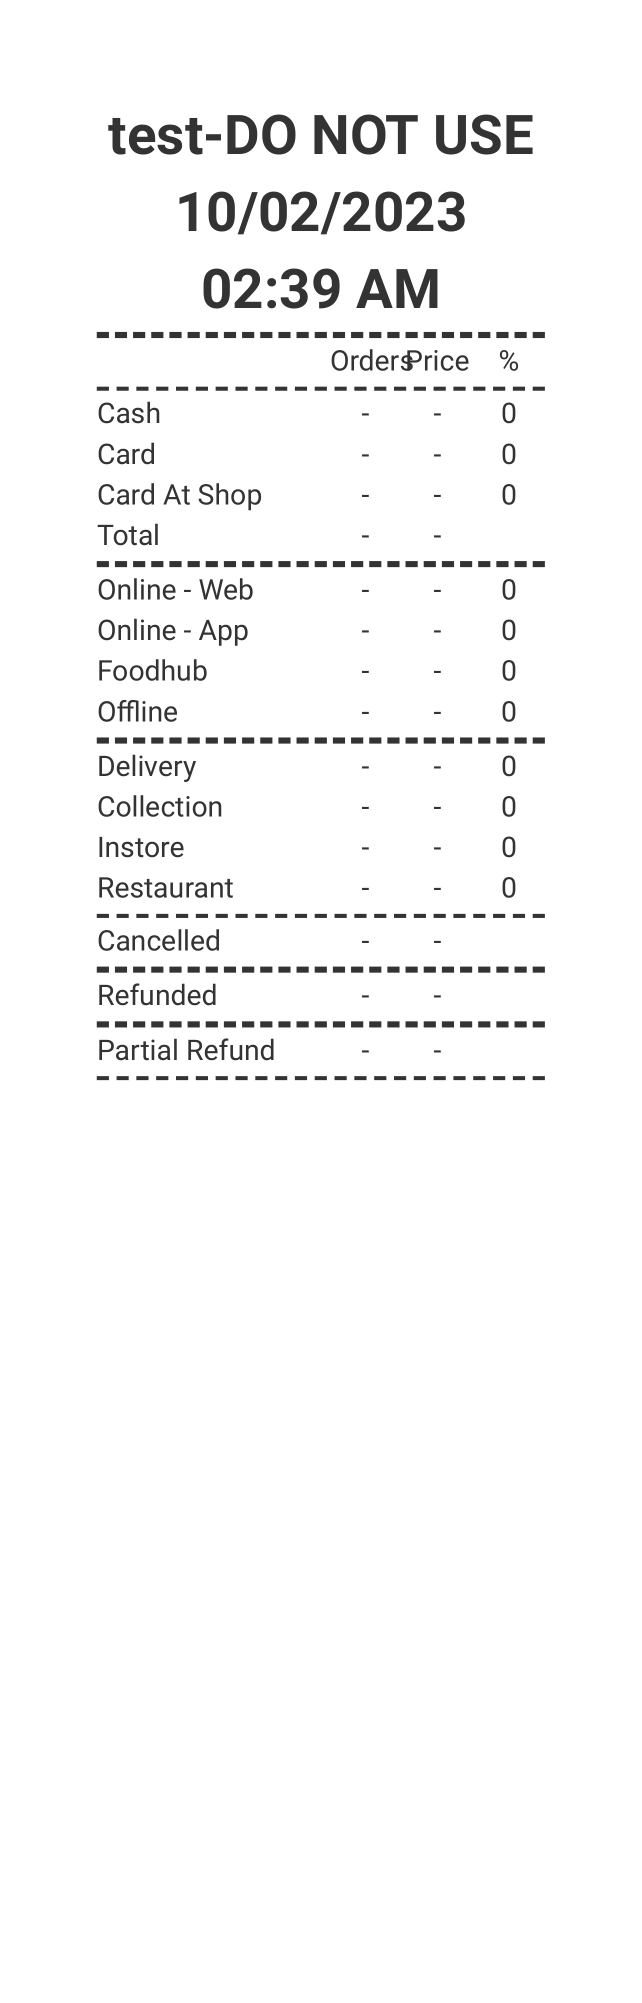 test-DO NOT USE
10/02/2023
02:39 AM
Orders Price %
Cash - - 0
Card - - 0
Card At Shop - - 0
Total - -
Online - Web - - 0
Online - App - - 0
Foodhub - - 0
Offline - - 0
Delivery - - 0
Collection - - 0
Instore - - 0
Restaurant - - 0
Cancelled - -
Refunded - -
Partial Refund - -